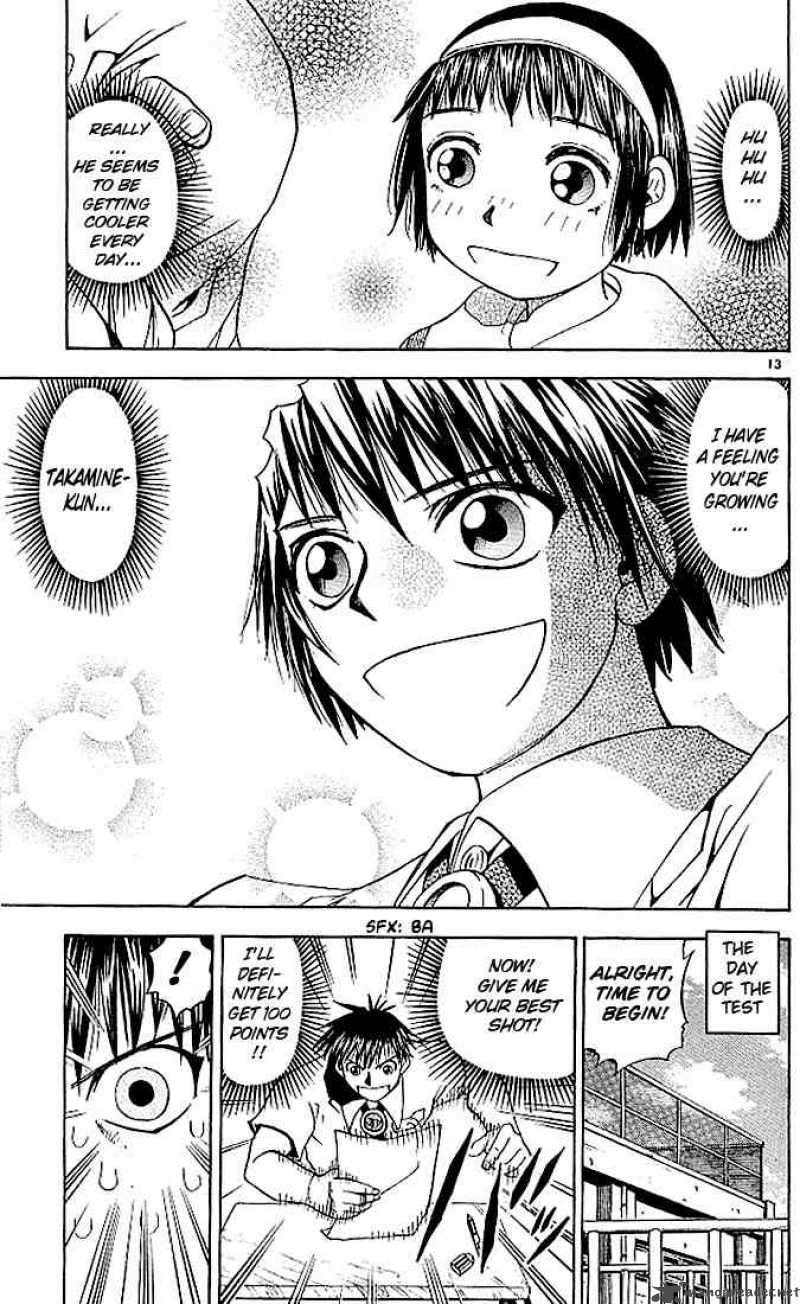 HU
HU
HU
...
REALLY
...
HE SEEMS
TO BE
GETTING
COOLER
EVERY
DAY...
13
I HAVE
A FEELING
YOU'RE
GROWING
...
TAKAMINE-
KUN...
THE
DAY
OF THE
TEST
ALRIGHT,
TIME TO
BEGIN!
SFX: BA
NOW!
GIVE ME
YOUR BEST
SHOT!
I'LL
DEFI-
NITELY
GET 100
POINTS
!!
!